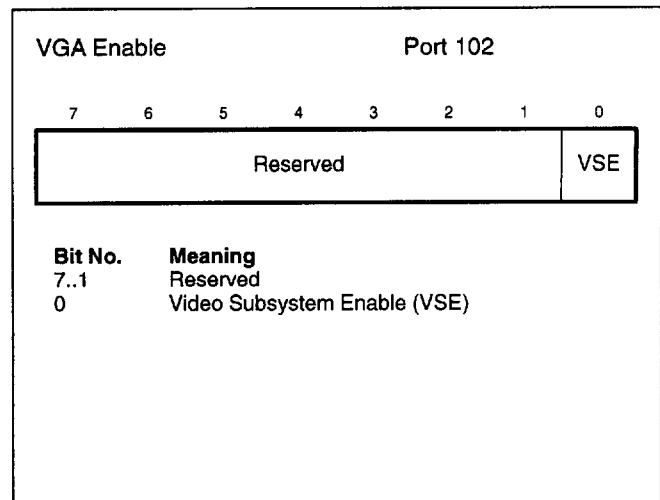 VGA Enable Port 102
7 6 5 4 3 2 1 0
Reserved VSE
Bit No. Meaning
7..1 Reserved
0 Video Subsystem Enable (VSE)